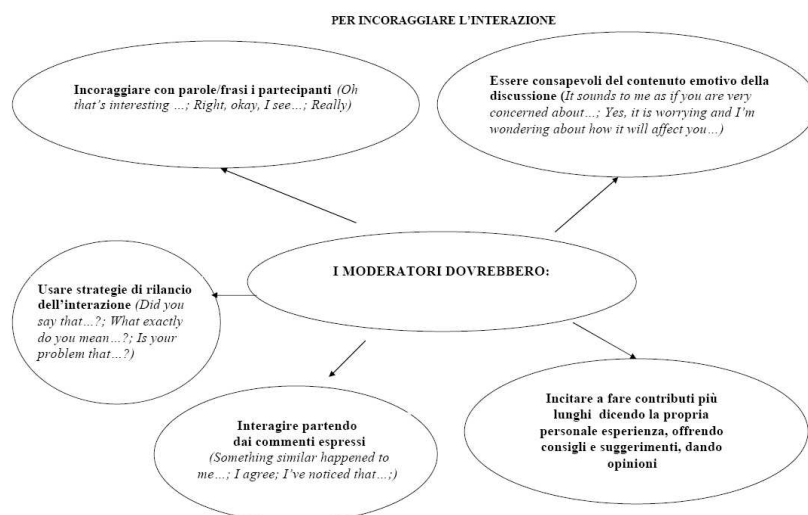 PER INCORAGGIARE L'INTERAZIONE
Incoraggiare con parole/frasi i partecipanti (Oh
that's interesting …; Right, okay, I see…; Really)
Essere consapevoli del contenuto emotivo della
discussione (It sounds to me as if you are very
concerned about…; Yes, it is worrying and I'm
wondering about how it will affect you…)
I MODERATORI DOVREBBERO:
Usare strategie di rilancio
dell'interazione (Did you
say that…?; What exactly
do you mean…?; Is your
problem that…?)
Interagire partendo
dai commenti espressi
(Something similar happened to
me…; I agree; I've noticed that…;)
Incitare a fare contributi più
lunghi dicendo la propria
personale esperienza, offrendo
consigli e suggerimenti, dando
opinioni